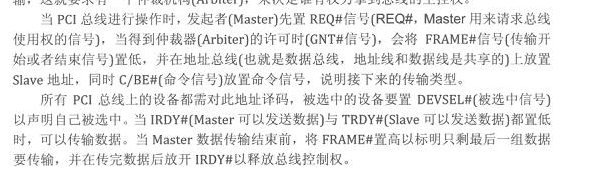 输，这就要求有一个仲裁机构(Arbiter)，来决定谁有权力拿到总线的主控权。
当 PCI 总线进行操作时，发起者(Master)先置 REQ#信号(REQ#，Master 用来请求总线
使用权的信号)，当得到仲裁器(Arbiter)的许可时(GNT#信号)，会将 FRAME#信号(传输开
始或者结束信号)置低，并在地址总线(也就是数据总线，地址线和数据线是共享的)上放置
Slave 地址，同时 C/BE#(命令信号)放置命令信号，说明接下来的传输类型。
所有 PCI 总线上的设备都需对此地址译码，被选中的设备要置 DEVSEL#(被选中信号)
以声明自己被选中。当 IRDY#(Master 可以发送数据)与 TRDY#(Slave 可以发送数据)都置低
时，可以传输数据。当 Master 数据传输结束前，将 FRAME#置高以标明只剩最后一组数据
要传输，并在传完数据后放开 IRDY#以释放总线控制权。